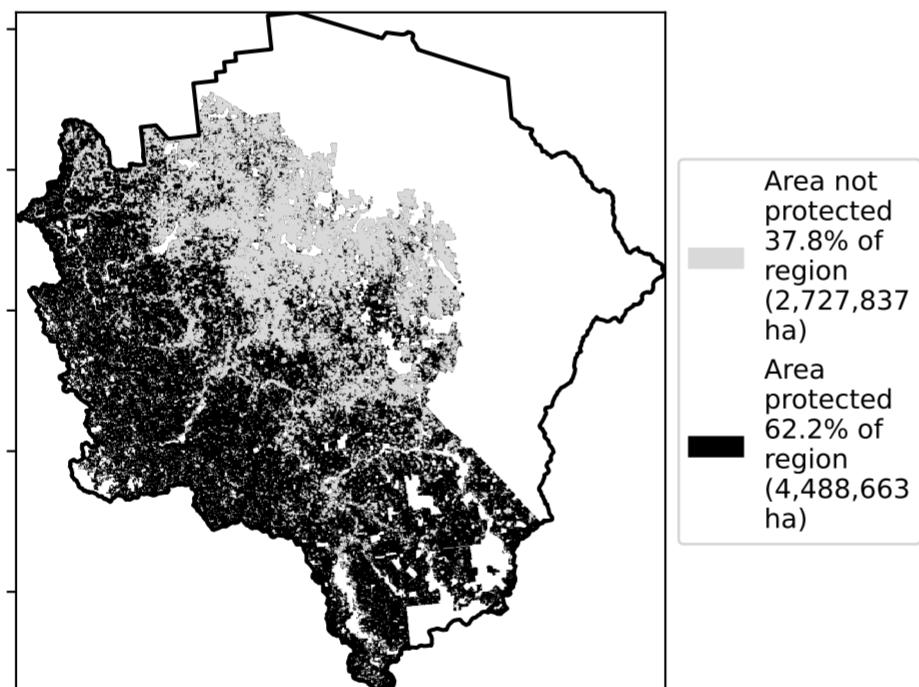 Area not
protected
37.8% of
region
(2,727,837
ha)
Area
protected
62.2% of
region
(4,488,663
ha)